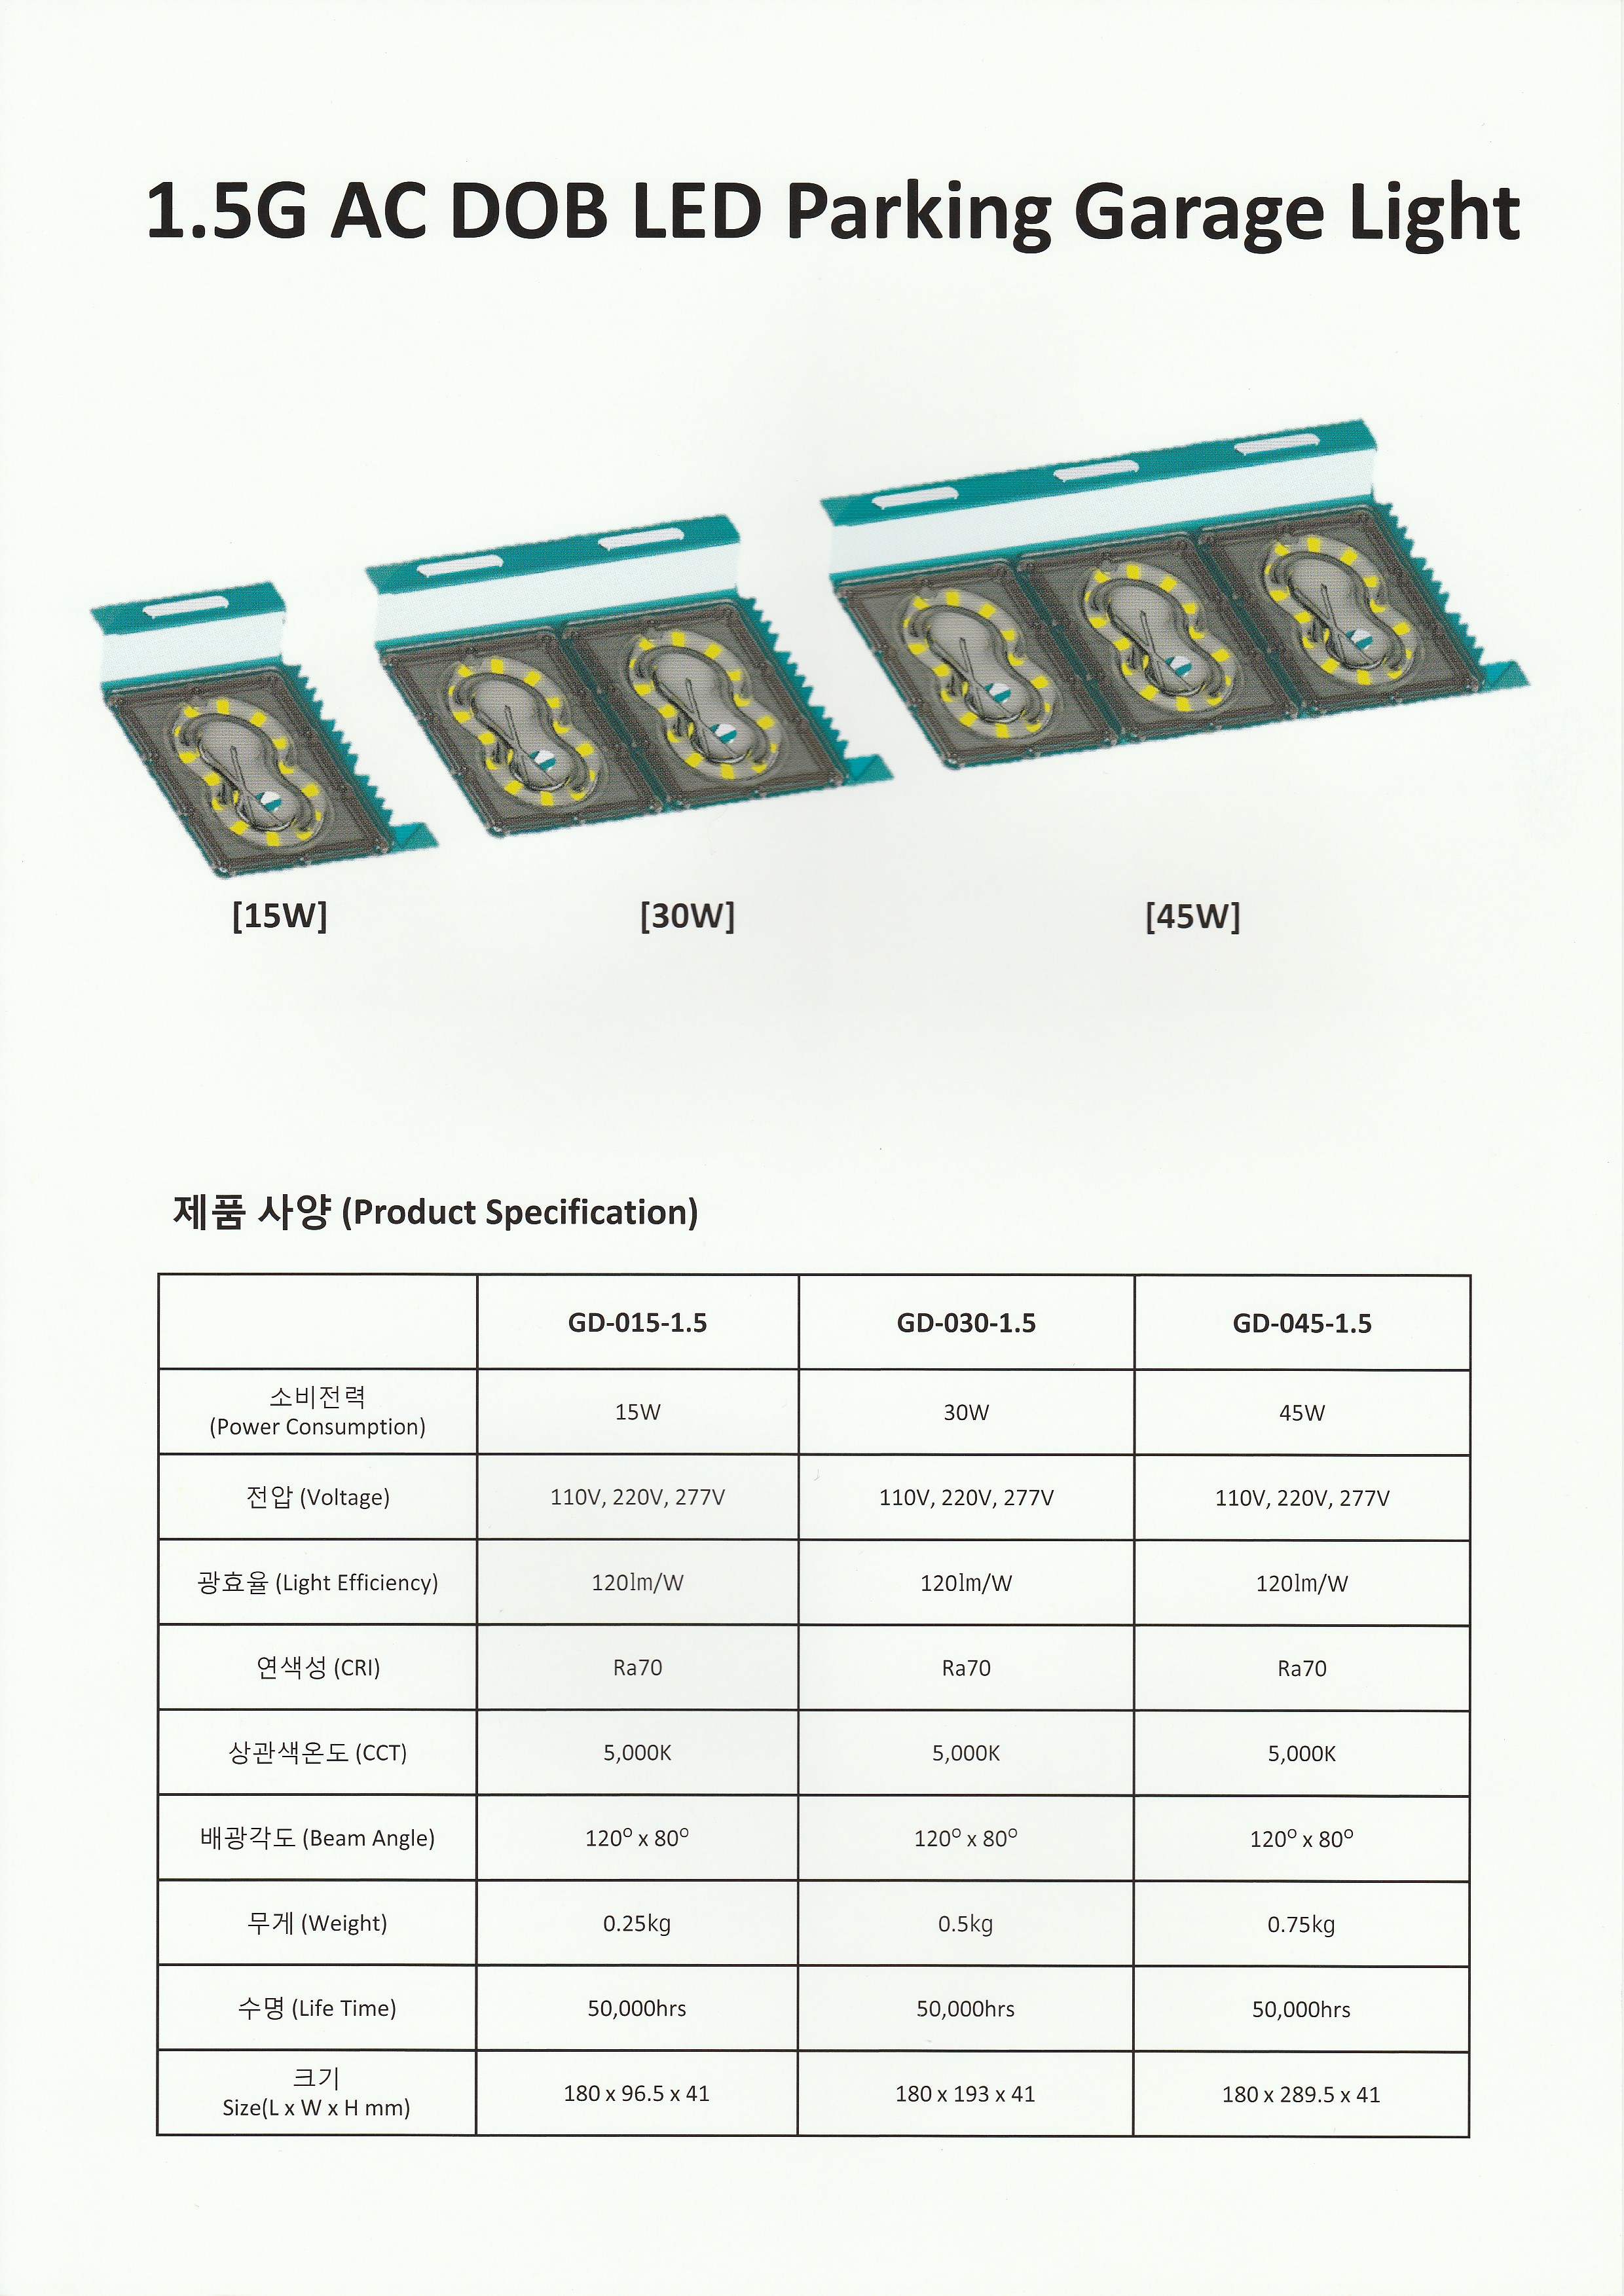 1.5G AC DOB LED Parking Garage Light
[15W] [30W] [45W]
제품 사양 (Product Specification)
GD-015-1.5 GD-030-1.5 GD-045-1.5
소비전력
(Power Consumption) 15W 30W 45W
전압 (Voltage) 110V, 220V, 277V 110V, 220V, 277V 110V, 220V, 277V
광효율 (Light Efficiency) 120lm/W 120lm/W 120lm/W
연색성 (CRI) Ra70 Ra70 Ra70
상관색온도 (CCT) 5,000K 5,000K 5,000K
배광각도 (Beam Angle) 120° x 80° 120° x 80° 120° x 80°
무게 (Weight) 0.25kg 0.5kg 0.75kg
수명 (Life Time) 50,000hrs 50,000hrs 50,000hrs
크기
Size(L x W x H mm) 180 x 96.5 x 41 180 x 193 x 41 180 x 289.5 x 41